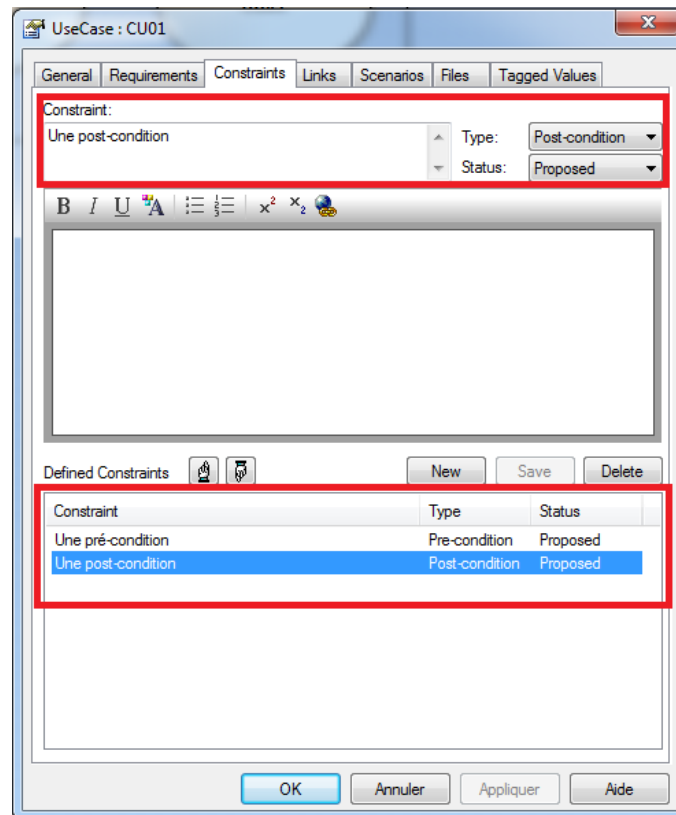 UseCase : CU01
General Requirements Constraints Links Scenarios Files Tagged Values
Constraint:
Une post-condition Type: Post-condition
Status: Proposed
B I U A x² x₂
Defined Constraints New Save Delete
Constraint Type Status
Une pré-condition Pre-condition Proposed
Une post-condition Post-condition Proposed
OK Annuler Appliquer Aide